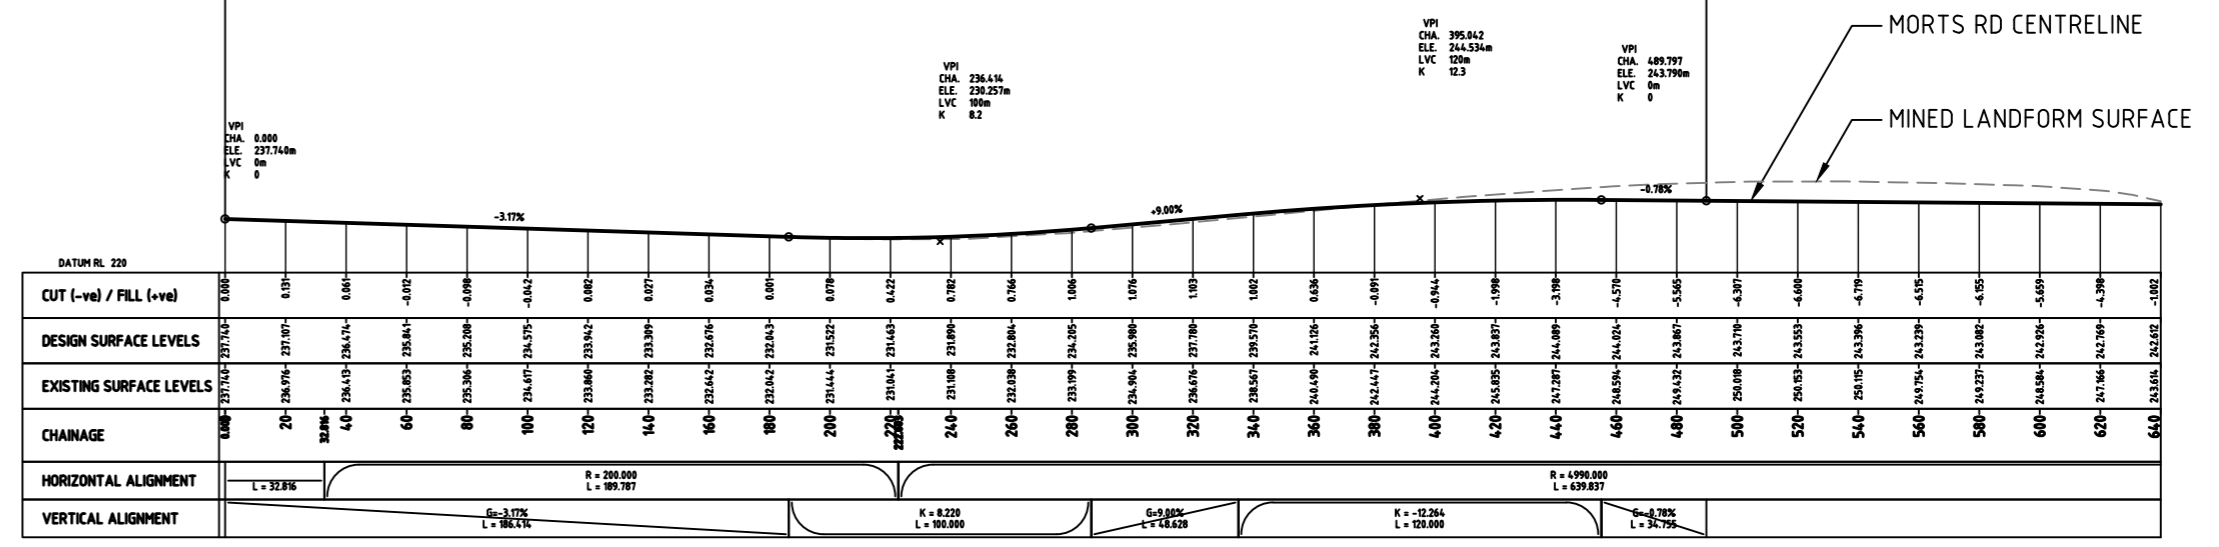 MORTS RD CENTRELINE
MINED LANDFORM SURFACE
VPI
CHA. 395.042
ELE. 244.534m
LVC 120m
K 12.3
VPI
CHA. 489.797
ELE. 243.790m
LVC 0m
K 0
VPI
CHA. 236.414
ELE. 230.257m
LVC 100m
K 8.2
VPI
CHA. 0.000
ELE. 237.740m
LVC 0m
K 0
-3.17%
+9.00%
-0.78%
DATUM RL 220
CUT (-ve) / FILL (+ve) 0.000 0.131 0.061 -0.012 -0.098 -0.042 0.082 0.027 0.034 0.001 0.078 0.422 0.782 0.766 1.006 1.076 1.103 1.002 0.636 -0.091 -0.944 -1.998 -3.198 -4.570 -5.565 -6.307 -6.600 -6.719 -6.515 -6.155 -5.659 -4.398 -1.002
DESIGN SURFACE LEVELS 237.740 237.107 236.474 235.841 235.208 234.575 233.942 233.309 232.676 232.043 231.522 231.463 231.890 232.804 234.205 235.980 237.780 239.570 241.126 242.356 243.260 243.837 244.089 244.024 243.867 243.710 243.553 243.396 243.239 243.082 242.926 242.769 242.612
EXISTING SURFACE LEVELS 237.740 236.976 236.413 235.853 235.306 234.617 233.860 233.282 232.642 232.042 231.444 231.041 231.108 232.038 233.199 234.904 236.676 238.567 240.490 242.447 244.204 245.835 247.287 248.594 249.432 250.018 250.153 250.115 249.754 249.237 248.584 247.166 243.614
CHAINAGE 0.000 20 32.816 40 60 80 100 120 140 160 180 200 220 240 260 280 300 320 340 360 380 400 420 440 460 480 500 520 540 560 580 600 620 640
HORIZONTAL ALIGNMENT
L = 32.816
R = 200.000
L = 189.787
R = 4990.000
L = 639.837
VERTICAL ALIGNMENT
G=-3.17%
L = 186.414
K = 8.220
L = 100.000
G=9.00%
L = 48.628
K = -12.264
L = 120.000
G=-0.78%
L = 34.755